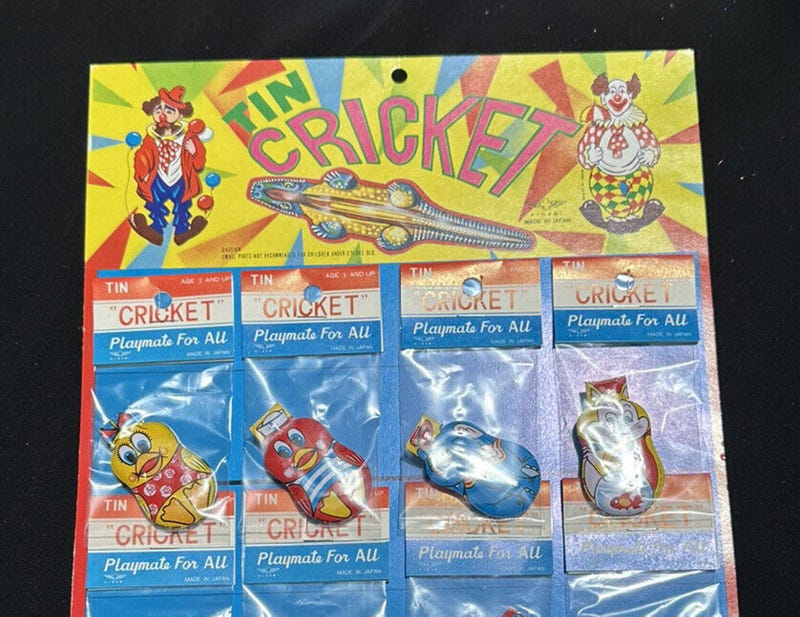 TIN
CRICKET
MADE IN JAPAN
CAUTION
SMALL PARTS NOT RECOMMENDED FOR CHILDREN UNDER 3 YEARS OLD.
TIN AGE 3 AND UP
"CRICKET"
Playmate For All
MADE IN JAPAN
TIN AGE 3 AND UP
"CRICKET"
Playmate For All
MADE IN JAPAN
TIN
"CRICKET"
Playmate For All
MADE IN JAPAN
TIN
"CRICKET"
Playmate For All
MADE IN JAPAN
TIN
"CRICKET"
Playmate For All
MADE IN JAPAN
TIN
"CRICKET"
Playmate For All
MADE IN JAPAN
TIN
Playmate For All
MADE IN JAPAN